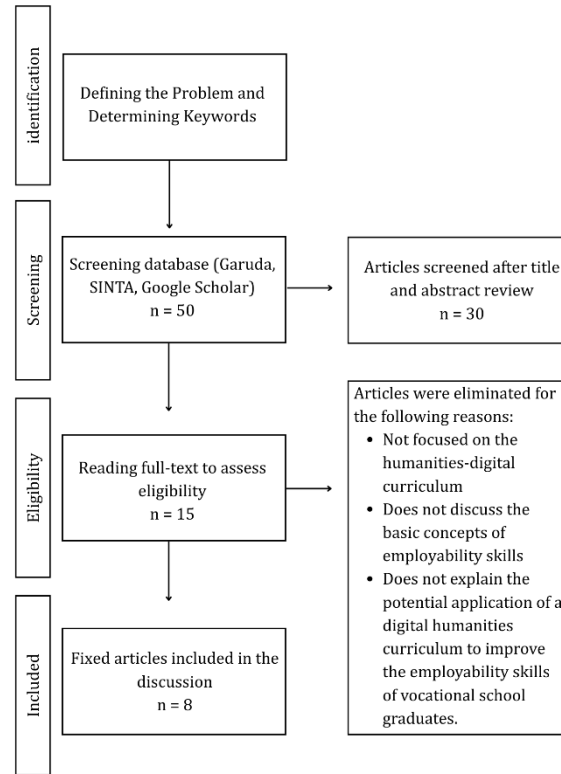 identification
Defining the Problem and
Determining Keywords
Screening
Screening database (Garuda,
SINTA, Google Scholar)
n = 50
Articles screened after title
and abstract review
n = 30
Eligibility
Reading full-text to assess
eligibility
n = 15
Articles were eliminated for
the following reasons:
• Not focused on the
humanities-digital
curriculum
• Does not discuss the
basic concepts of
employability skills
• Does not explain the
potential application of a
digital humanities
curriculum to improve
the employability skills
of vocational school
graduates.
Included
Fixed articles included in the
discussion
n = 8